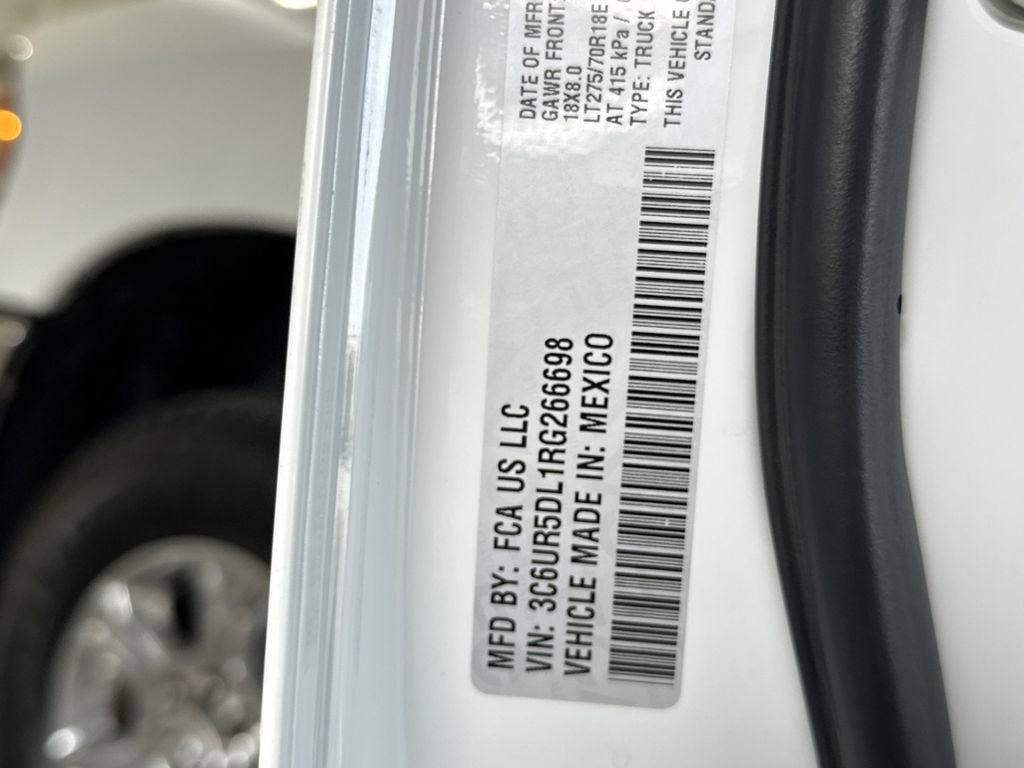 MFD BY: FCA US LLC
VIN: 3C6UR5DL1RG266698
VEHICLE MADE IN: MEXICO
DATE OF MFR
GAWR FRONT
18X8.0
LT275/70R18E
AT 415 kPa /
TYPE: TRUCK
THIS VEHICLE
STANDA